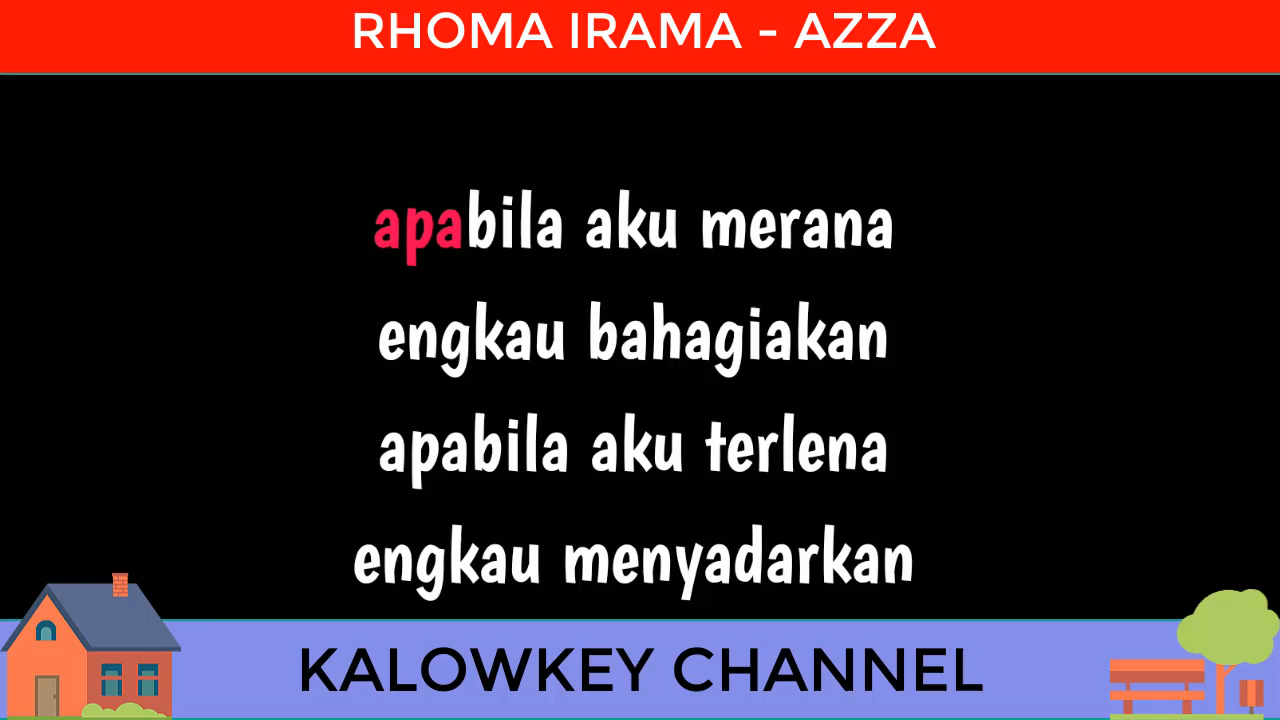 RHOMA IRAMA - AZZA
apabila aku merana
engkau bahagiakan
apabila aku terlena
engkau menyadarkan
KALOWKEY CHANNEL